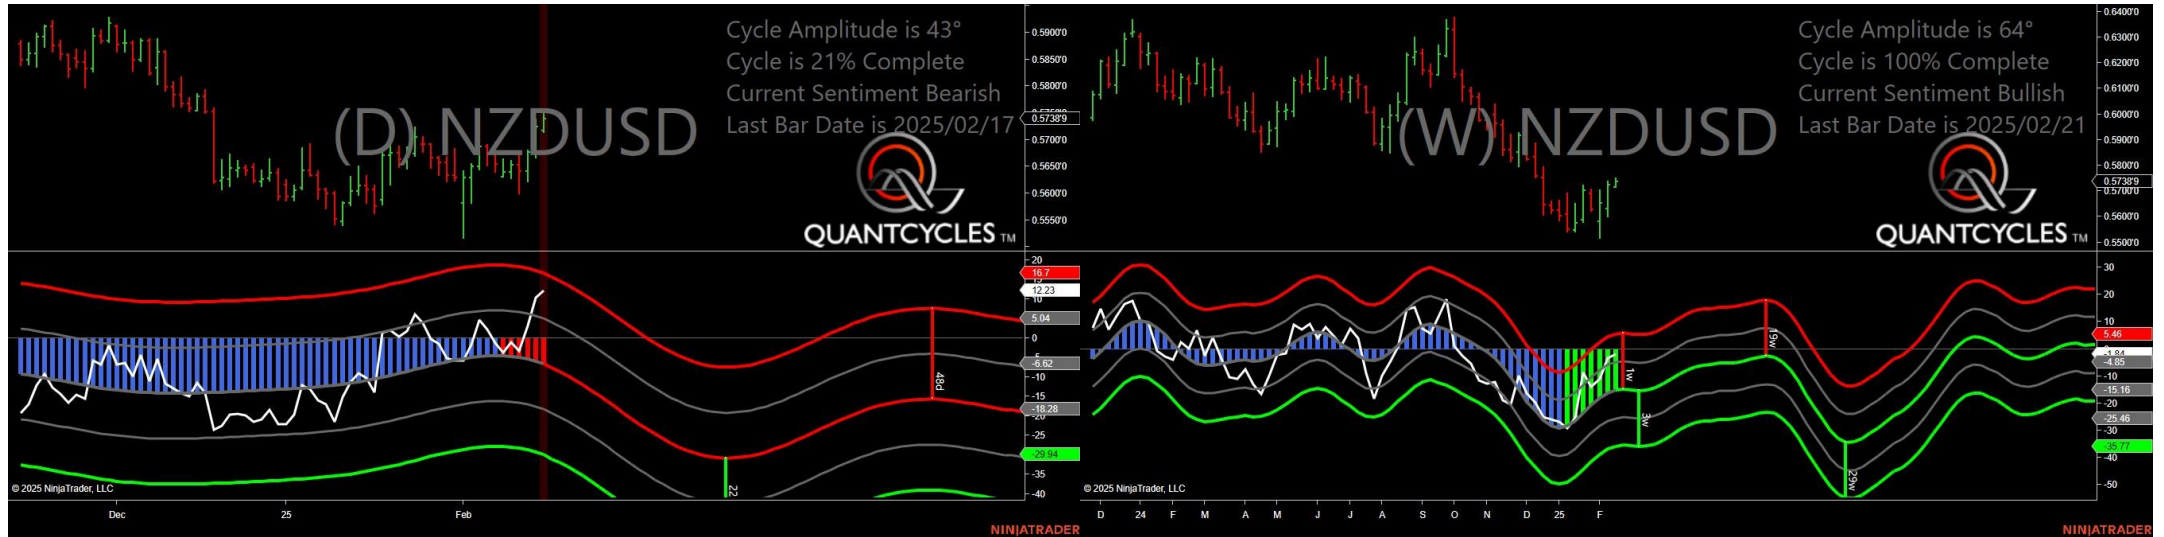 Cycle Amplitude is 43°
Cycle is 21% Complete
Current Sentiment Bearish
Last Bar Date is 2025/02/17
(D) NZDUSD
QUANTCYCLES TM
0.5900'0
0.5850'0
0.5800'0
0.5738'9
0.5700'0
0.5650'0
0.5600'0
0.5550'0
20
16.7
12.23
10
5.04
0
-6.62
-10
-15
-18.28
-25
-29.94
-35
-40
48d
22
© 2025 NinjaTrader, LLC
Dec
25
Feb
NINJATRADER
Cycle Amplitude is 64°
Cycle is 100% Complete
Current Sentiment Bullish
Last Bar Date is 2025/02/21
(W) NZDUSD
QUANTCYCLES TM
0.6400'0
0.6300'0
0.6200'0
0.6100'0
0.6000'0
0.5900'0
0.5800'0
0.5738'9
0.5700'0
0.5600'0
0.5500'0
30
20
10
5.46
-1.84
-4.85
-10
-15.16
-20
-25.46
-30
-35.77
-40
-50
1w
3w
19w
29w
© 2025 NinjaTrader, LLC
D
24
F
M
A
M
J
J
A
S
O
N
D
25
F
NINJATRADER